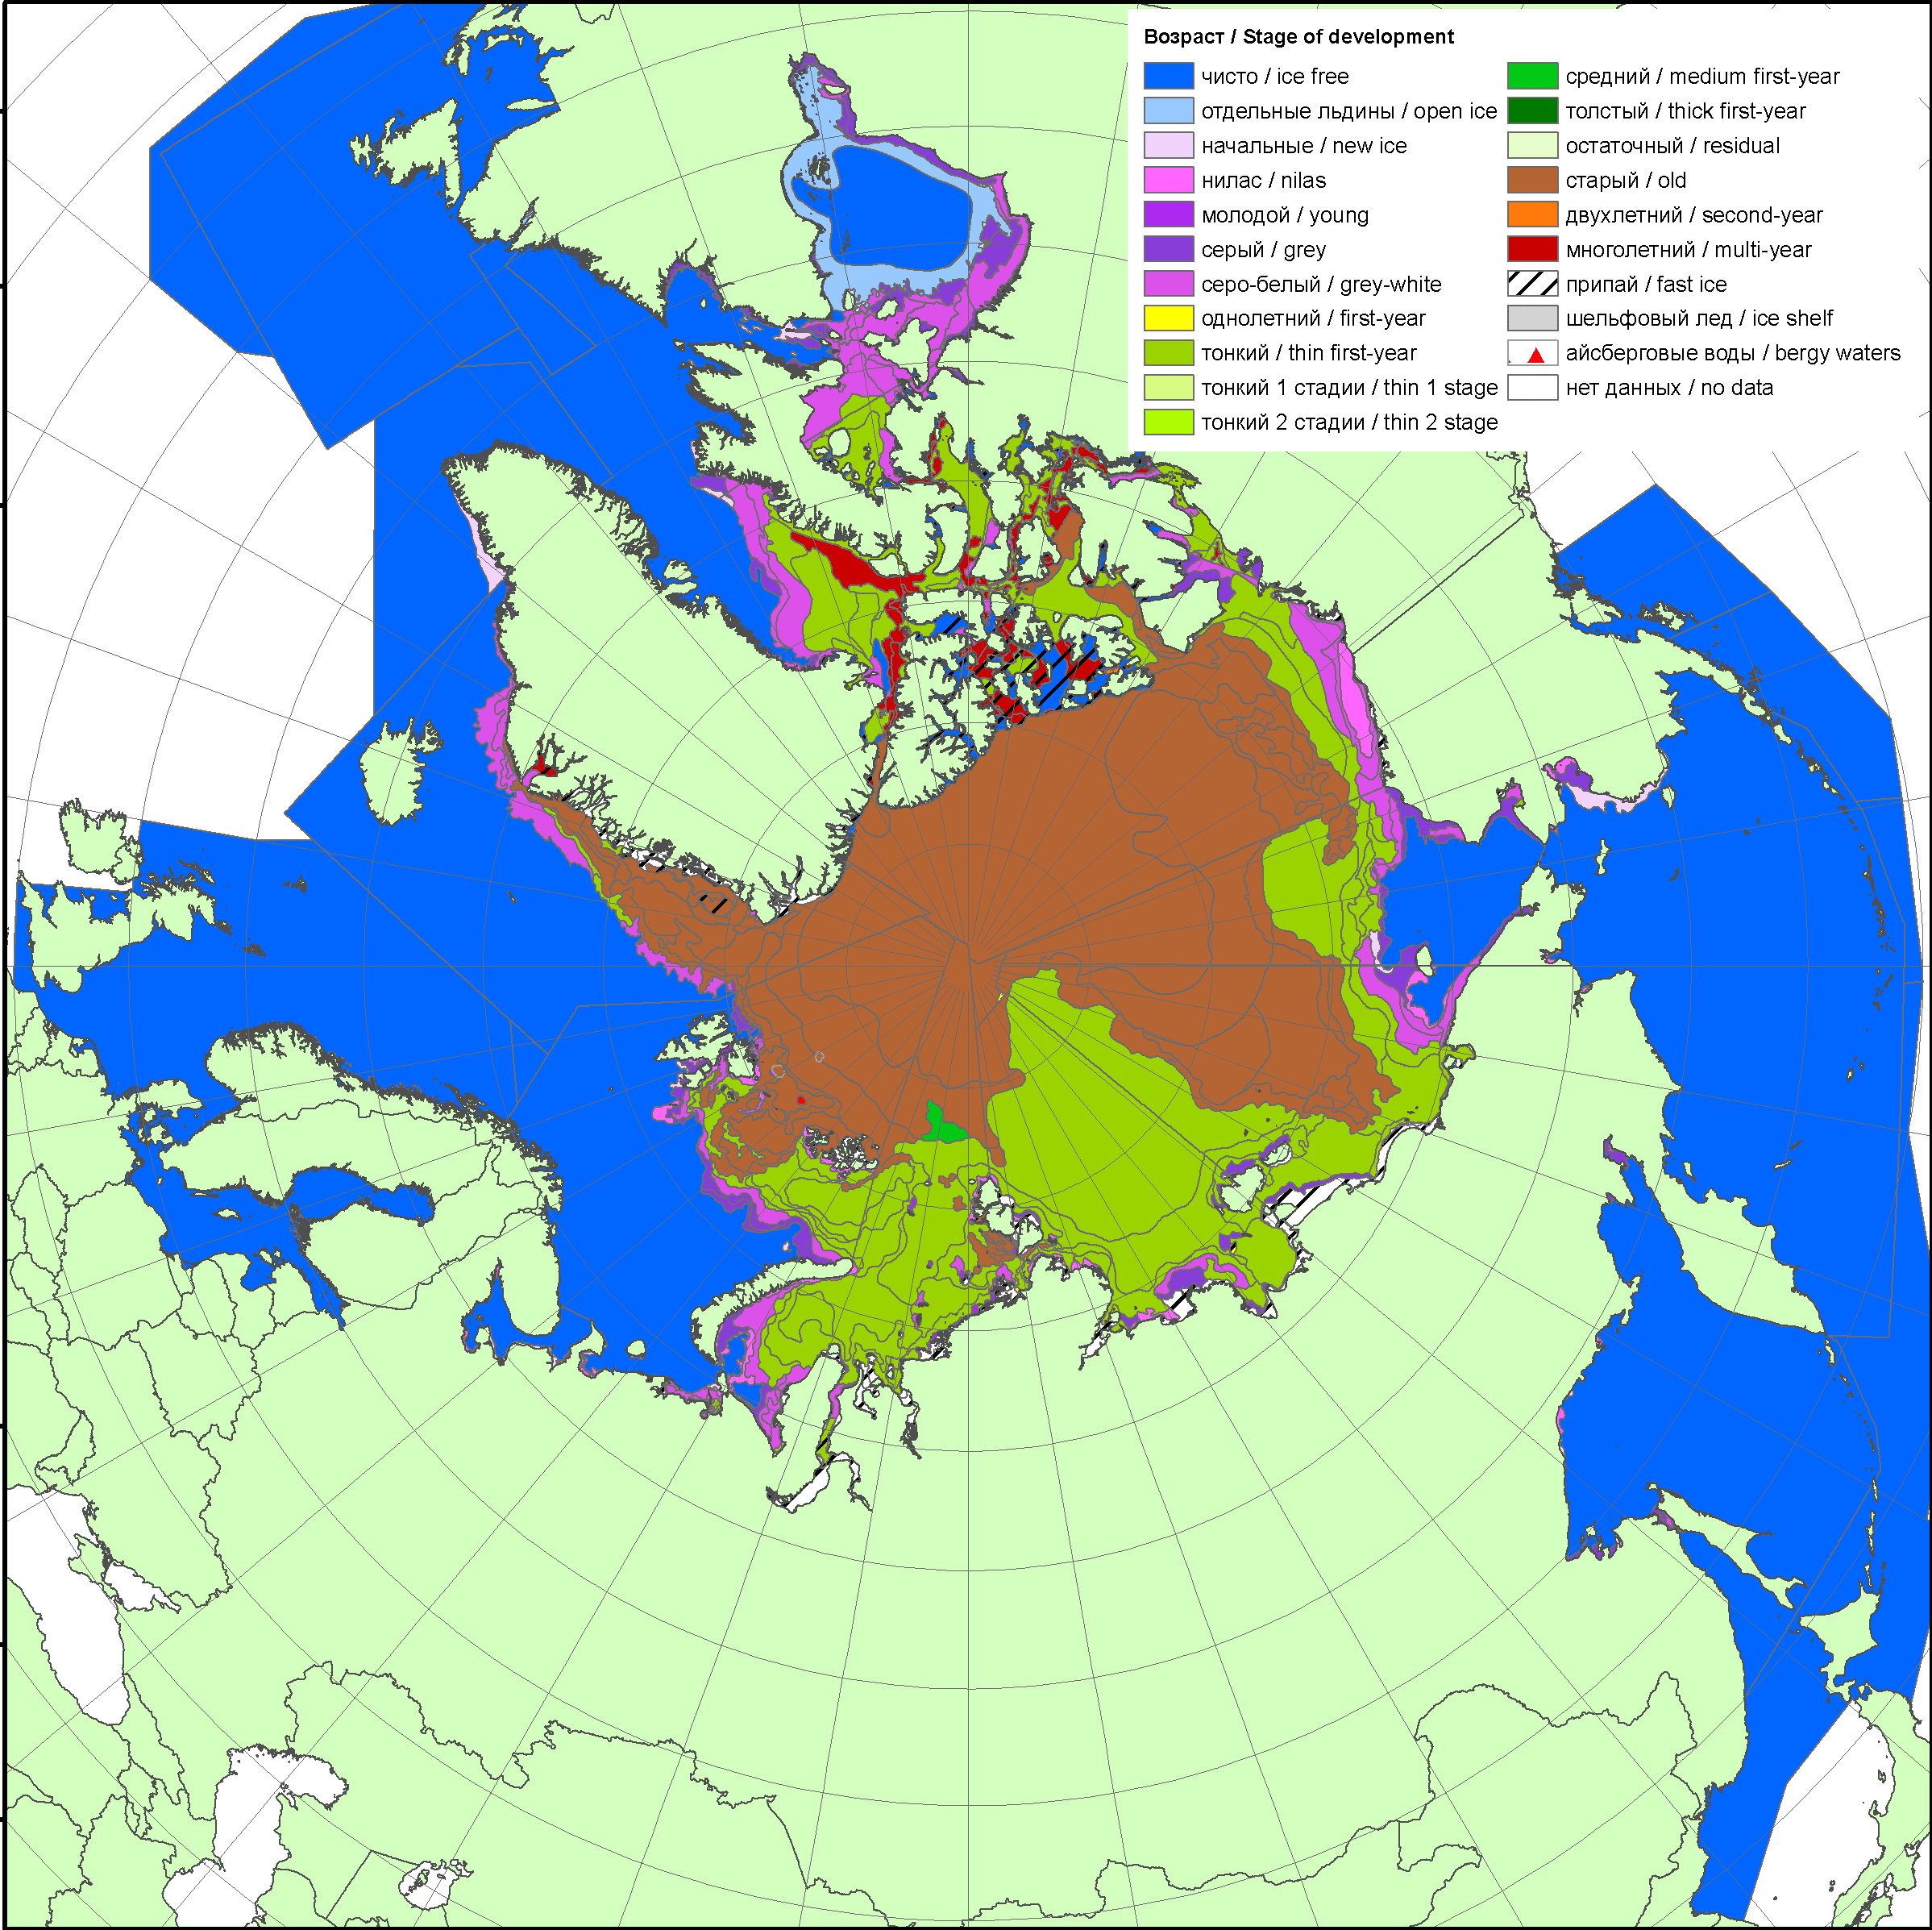 Возраст / Stage of development
чисто / ice free
отдельные льдины / open ice
начальные / new ice
нилас / nilas
молодой / young
серый / grey
серо-белый / grey-white
однолетний / first-year
тонкий / thin first-year
тонкий 1 стадии / thin 1 stage
тонкий 2 стадии / thin 2 stage
средний / medium first-year
толстый / thick first-year
остаточный / residual
старый / old
двухлетний / second-year
многолетний / multi-year
припай / fast ice
шельфовый лед / ice shelf
айсберговые воды / bergy waters
нет данных / no data